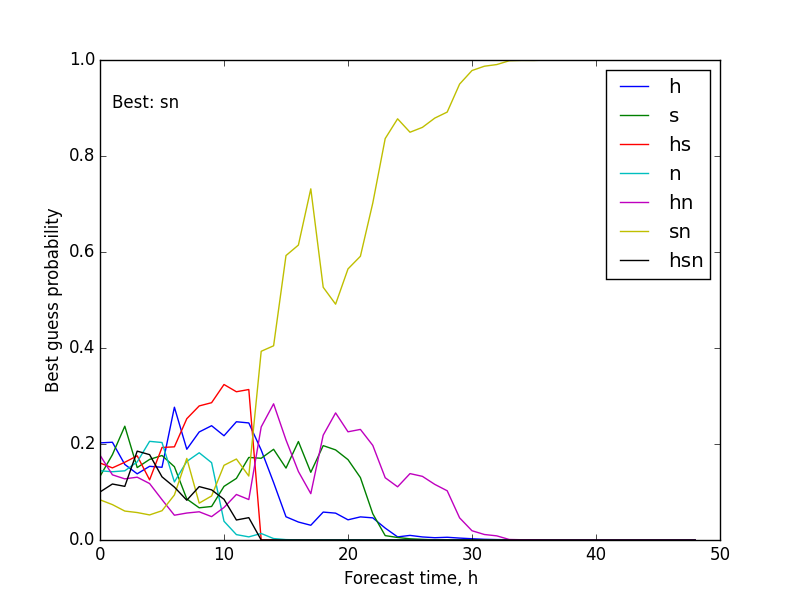 1.0
0.8
0.6
0.4
0.2
0.0
Best guess probability
Best: sn
h
s
hs
n
hn
sn
hsn
0 10 20 30 40 50
Forecast time, h